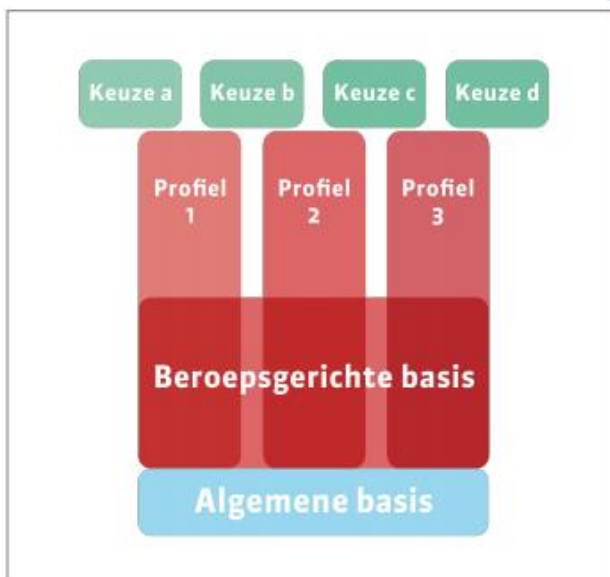 Keuze a
Keuze b
Keuze c
Keuze d
Profiel
1
Profiel
2
Profiel
3
Beroepsgerichte basis
Algemene basis